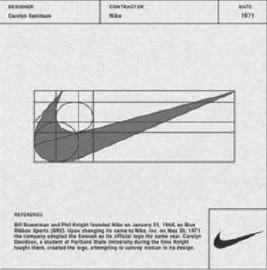 DESIGNER
Carolyn Davidson
CONTRACTOR
Nike
DATE
1971
REFERENCE
Bill Bowerman and Phil Knight founded Nike on January 25, 1964, as Blue
Ribbon Sports (BRS). Upon changing its name to Nike, Inc. on May 30, 1971
the company adopted the Swoosh as its official logo the same year. Carolyn
Davidson, a student at Portland State University during the time Knight
taught there, created the logo, attempting to convey motion in its design.